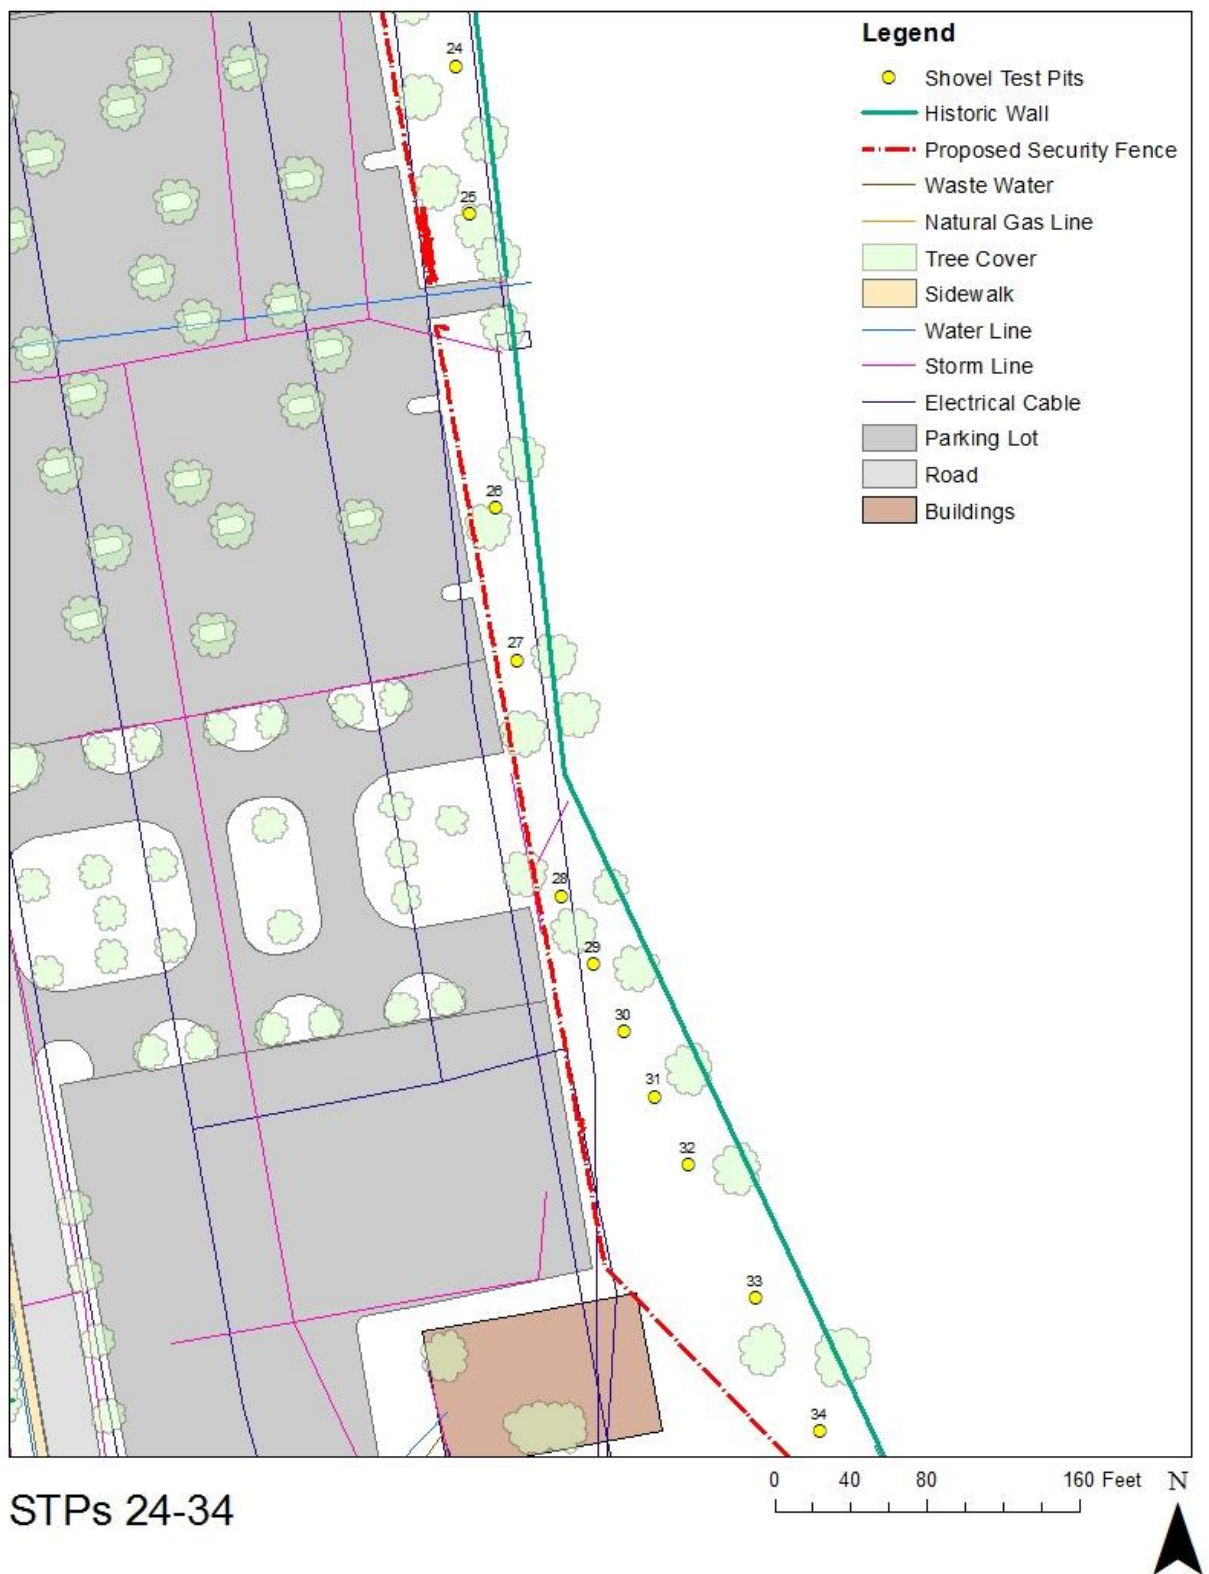 Legend
Shovel Test Pits
Historic Wall
Proposed Security Fence
Waste Water
Natural Gas Line
Tree Cover
Sidewalk
Water Line
Storm Line
Electrical Cable
Parking Lot
Road
Buildings
24
25
26
27
28
29
30
31
32
33
34
STPs 24-34
0 40 80 160 Feet
N